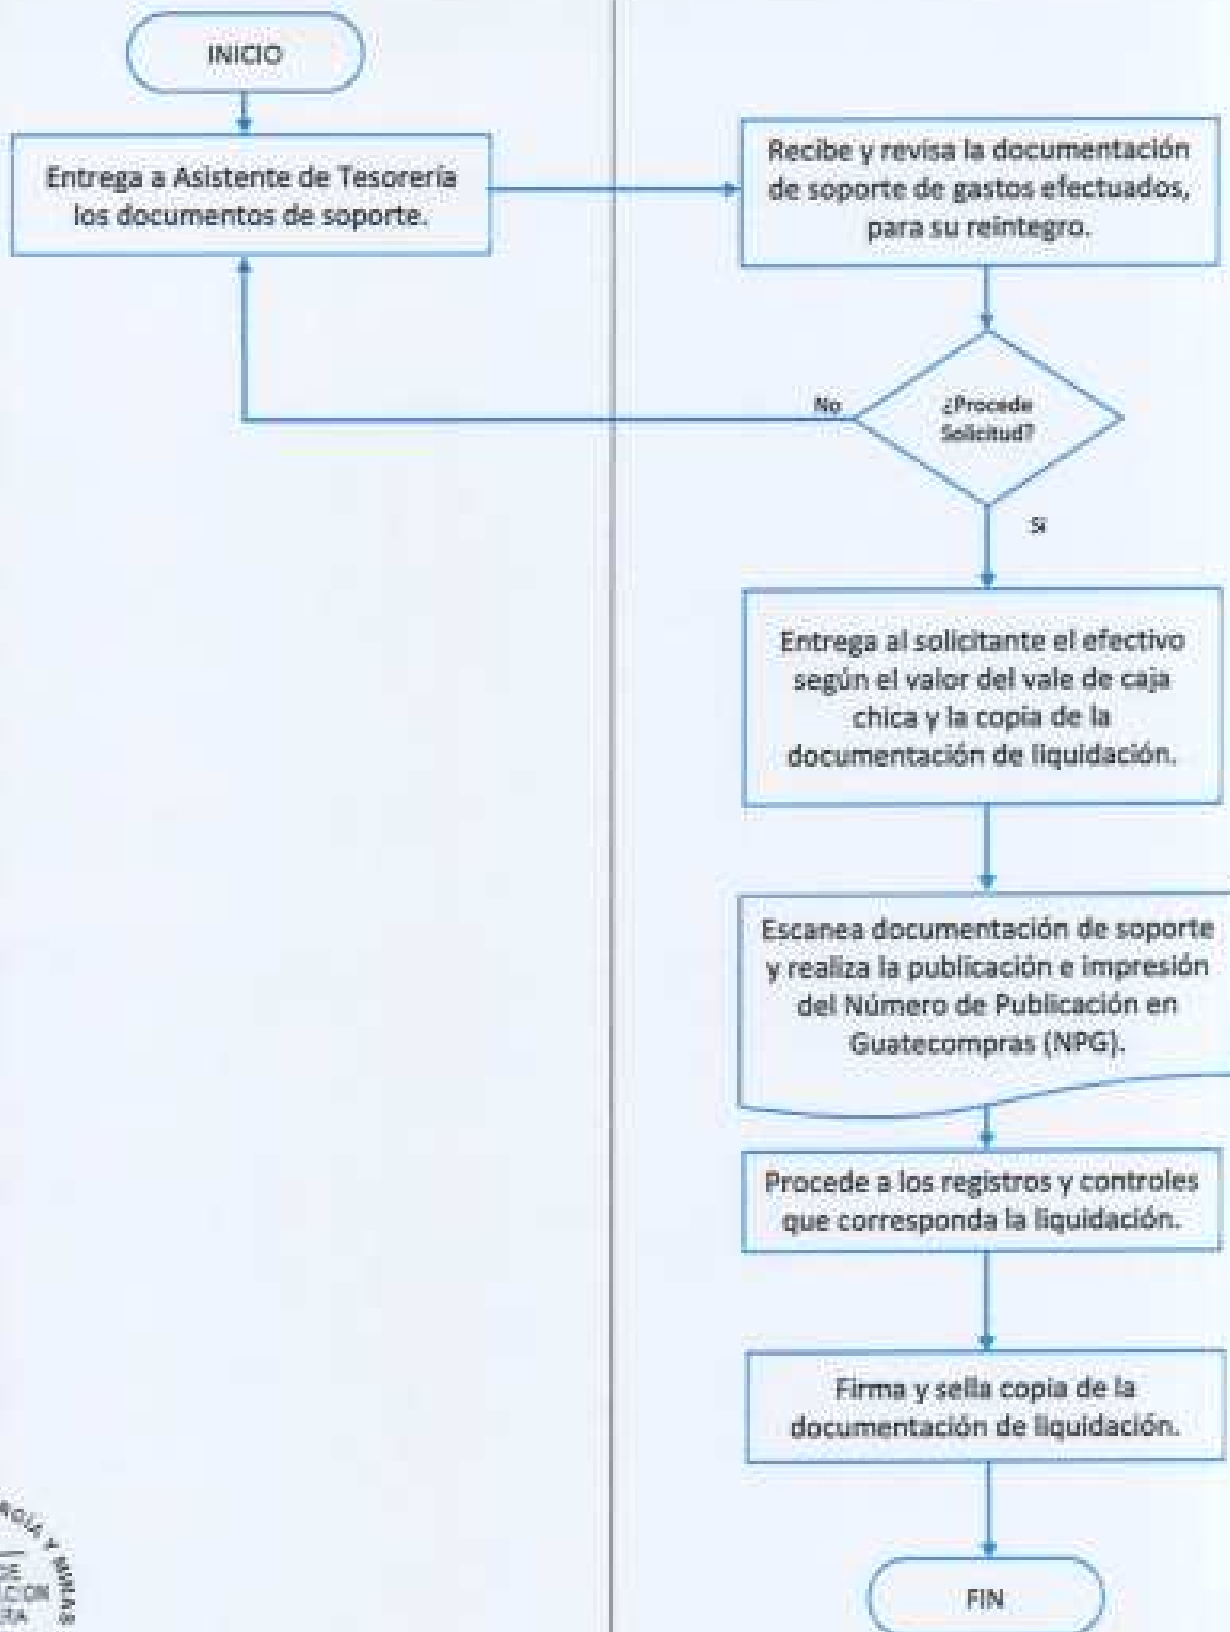 INICIO
Entrega a Asistente de Tesorería
los documentos de soporte.
Recibe y revisa la documentación
de soporte de gastos efectuados,
para su reintegro.
No
¿Procede
Solicitud?
Si
Entrega al solicitante el efectivo
según el valor del vale de caja
chica y la copia de la
documentación de liquidación.
Escanea documentación de soporte
y realiza la publicación e impresión
del Número de Publicación en
Guatecompras (NPG).
Procede a los registros y controles
que corresponda la liquidación.
Firma y sella copia de la
documentación de liquidación.
FIN
Y MINAS